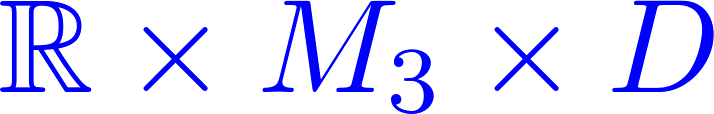 ℝ × M₃ × D